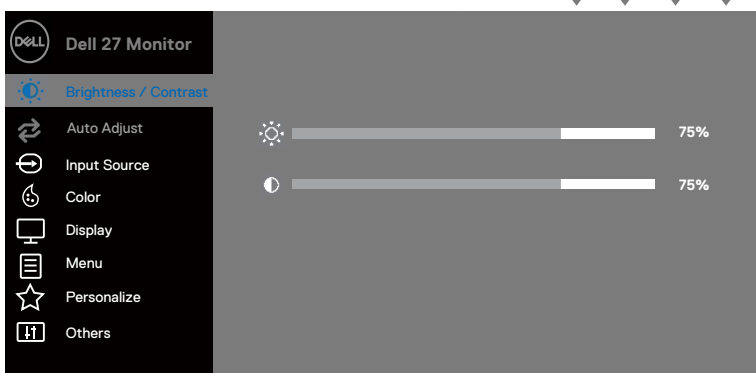 DELL
Dell 27 Monitor
Brightness / Contrast
Auto Adjust
75%
Input Source
75%
Color
Display
Menu
Personalize
Others